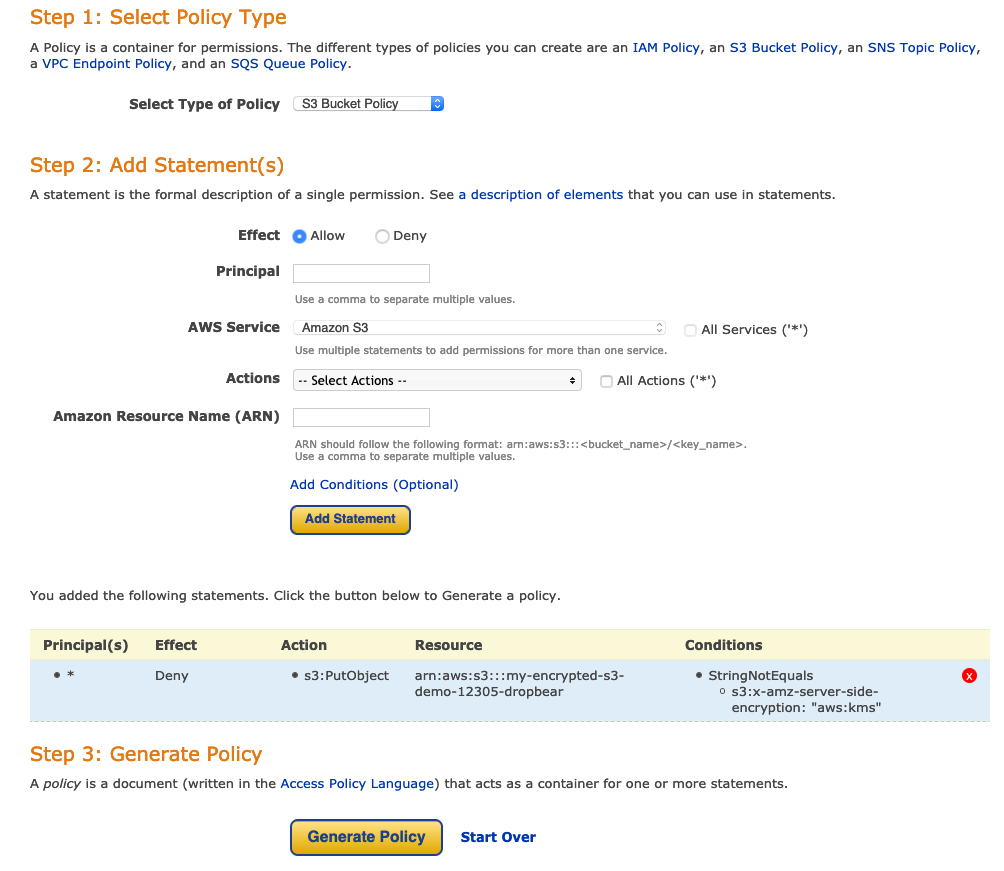 Step 1: Select Policy Type
A Policy is a container for permissions. The different types of policies you can create are an IAM Policy, an S3 Bucket Policy, an SNS Topic Policy,
a VPC Endpoint Policy, and an SQS Queue Policy.
Select Type of Policy S3 Bucket Policy
Step 2: Add Statement(s)
A statement is the formal description of a single permission. See a description of elements that you can use in statements.
Effect Allow Deny
Principal
Use a comma to separate multiple values.
AWS Service Amazon S3 All Services ('*')
Use multiple statements to add permissions for more than one service.
Actions -- Select Actions -- All Actions ('*')
Amazon Resource Name (ARN)
ARN should follow the following format: arn:aws:s3:::<bucket_name>/<key_name>.
Use a comma to separate multiple values.
Add Conditions (Optional)
Add Statement
You added the following statements. Click the button below to Generate a policy.
Principal(s) Effect Action Resource Conditions
• * Deny • s3:PutObject arn:aws:s3:::my-encrypted-s3- • StringNotEquals x
demo-12305-dropbear ○ s3:x-amz-server-side-
encryption: "aws:kms"
Step 3: Generate Policy
A policy is a document (written in the Access Policy Language) that acts as a container for one or more statements.
Generate Policy Start Over